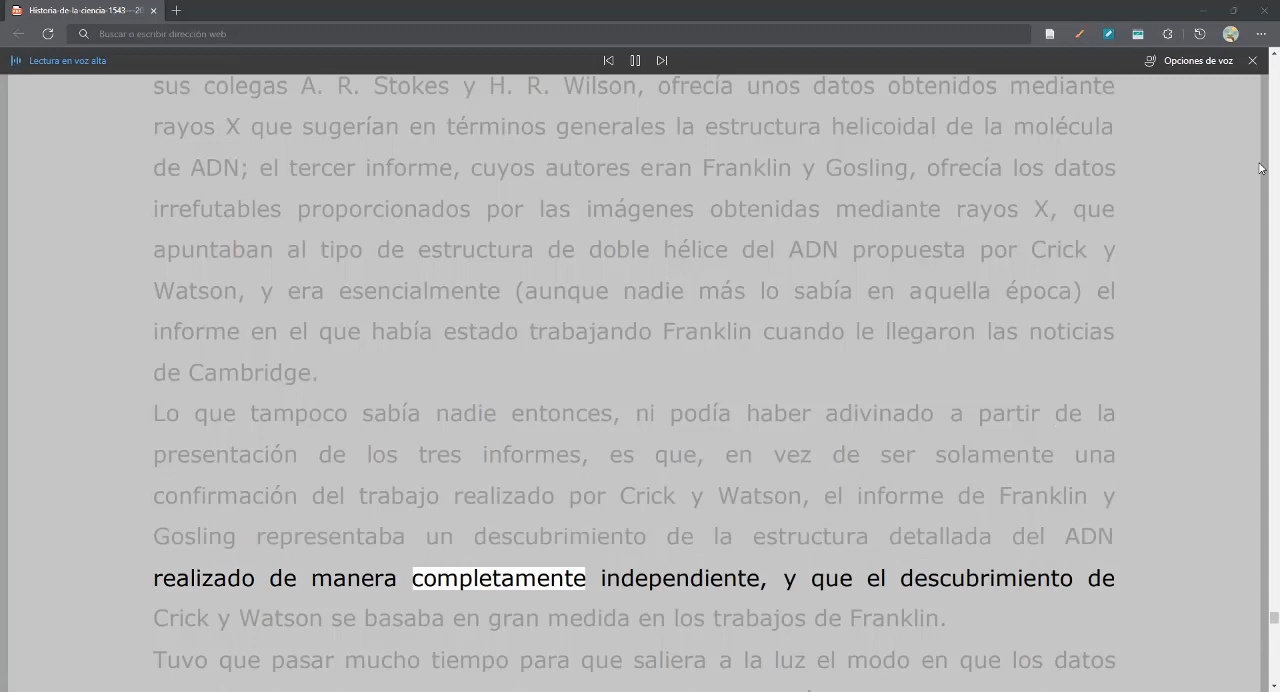 Historia-de-la-ciencia-1543---20
Buscar o escribir dirección web
Lectura en voz alta
Opciones de voz
sus colegas A. R. Stokes y H. R. Wilson, ofrecía unos datos obtenidos mediante
rayos X que sugerían en términos generales la estructura helicoidal de la molécula
de ADN; el tercer informe, cuyos autores eran Franklin y Gosling, ofrecía los datos
irrefutables proporcionados por las imágenes obtenidas mediante rayos X, que
apuntaban al tipo de estructura de doble hélice del ADN propuesta por Crick y
Watson, y era esencialmente (aunque nadie más lo sabía en aquella época) el
informe en el que había estado trabajando Franklin cuando le llegaron las noticias
de Cambridge.
Lo que tampoco sabía nadie entonces, ni podía haber adivinado a partir de la
presentación de los tres informes, es que, en vez de ser solamente una
confirmación del trabajo realizado por Crick y Watson, el informe de Franklin y
Gosling representaba un descubrimiento de la estructura detallada del ADN
realizado de manera completamente independiente, y que el descubrimiento de
Crick y Watson se basaba en gran medida en los trabajos de Franklin.
Tuvo que pasar mucho tiempo para que saliera a la luz el modo en que los datos